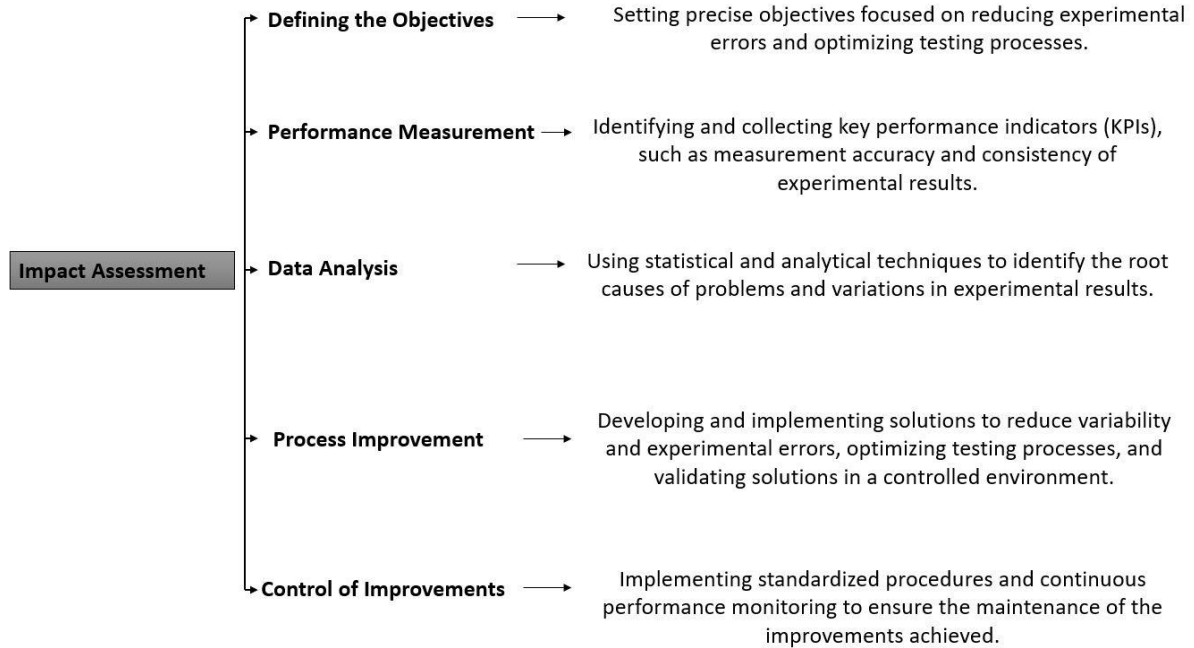 Defining the Objectives
Setting precise objectives focused on reducing experimental
errors and optimizing testing processes.
Performance Measurement
Identifying and collecting key performance indicators (KPIs),
such as measurement accuracy and consistency of
experimental results.
Impact Assessment
Data Analysis
Using statistical and analytical techniques to identify the root
causes of problems and variations in experimental results.
Process Improvement
Developing and implementing solutions to reduce variability
and experimental errors, optimizing testing processes, and
validating solutions in a controlled environment.
Control of Improvements
Implementing standardized procedures and continuous
performance monitoring to ensure the maintenance of the
improvements achieved.